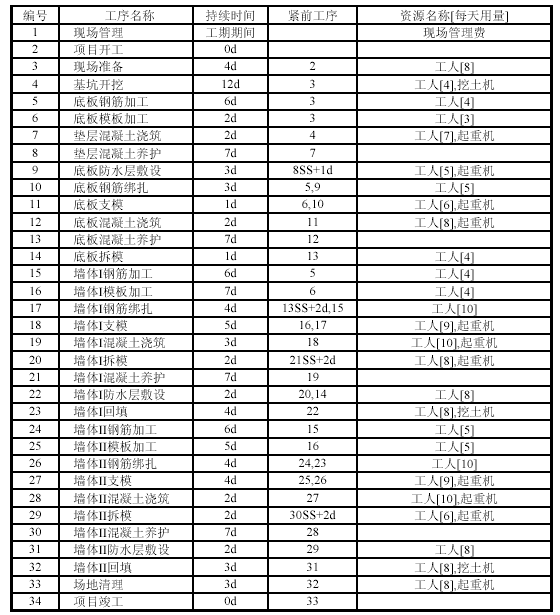 编号 工序名称 持续时间 紧前工序 资源名称[每天用量]
1 现场管理 工期期间 现场管理费
2 项目开工 0d
3 现场准备 4d 2 工人[8]
4 基坑开挖 12d 3 工人[4],挖土机
5 底板钢筋加工 6d 3 工人[4]
6 底板模板加工 2d 3 工人[3]
7 垫层混凝土浇筑 2d 4 工人[7],起重机
8 垫层混凝土养护 7d 7
9 底板防水层敷设 3d 8SS+1d 工人[5],起重机
10 底板钢筋绑扎 3d 5,9 工人[5]
11 底板支模 1d 6,10 工人[6],起重机
12 底板混凝土浇筑 2d 11 工人[8],起重机
13 底板混凝土养护 7d 12
14 底板拆模 1d 13 工人[4]
15 墙体I钢筋加工 6d 5 工人[4]
16 墙体I模板加工 7d 6 工人[4]
17 墙体I钢筋绑扎 4d 13SS+2d,15 工人[10]
18 墙体I支模 5d 16,17 工人[9],起重机
19 墙体I混凝土浇筑 3d 18 工人[10],起重机
20 墙体I拆模 2d 21SS+2d 工人[8],起重机
21 墙体I混凝土养护 7d 19
22 墙体I防水层敷设 2d 20,14 工人[8]
23 墙体I回填 4d 22 工人[8],挖土机
24 墙体II钢筋加工 6d 15 工人[5]
25 墙体II模板加工 5d 16 工人[5]
26 墙体II钢筋绑扎 4d 24,23 工人[10]
27 墙体II支模 4d 25,26 工人[9],起重机
28 墙体II混凝土浇筑 2d 27 工人[10],起重机
29 墙体II拆模 2d 30SS+2d 工人[6],起重机
30 墙体II混凝土养护 7d 28
31 墙体II防水层敷设 2d 29 工人[8]
32 墙体II回填 3d 31 工人[8],挖土机
33 场地清理 3d 32 工人[8],起重机
34 项目竣工 0d 33